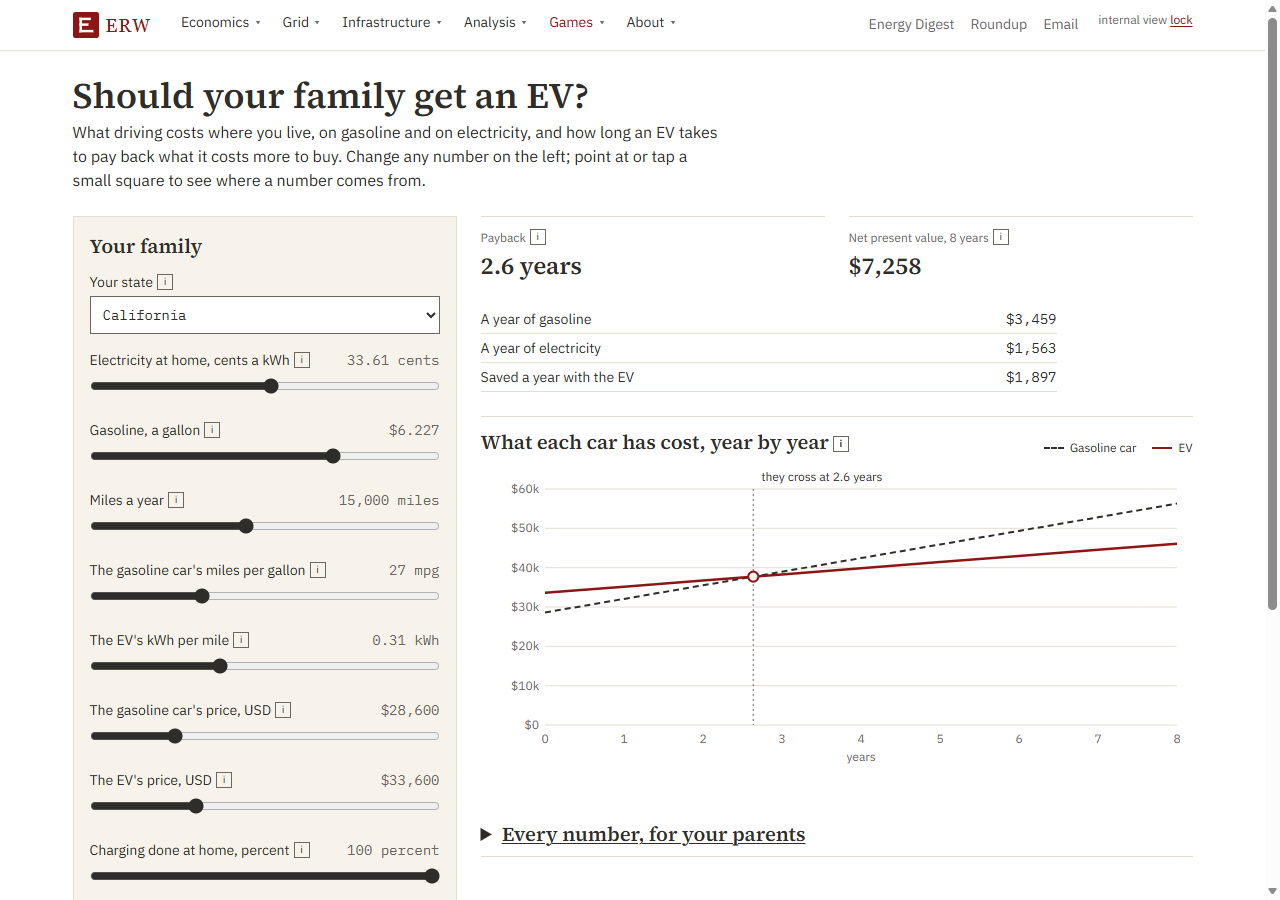 E ERW Economics Grid Infrastructure Analysis Games About Energy Digest Roundup Email internal view lock
Should your family get an EV?
What driving costs where you live, on gasoline and on electricity, and how long an EV takes
to pay back what it costs more to buy. Change any number on the left; point at or tap a
small square to see where a number comes from.
Your family
Your state i
California
Electricity at home, cents a kWh i 33.61 cents
Gasoline, a gallon i $6.227
Miles a year i 15,000 miles
The gasoline car's miles per gallon i 27 mpg
The EV's kWh per mile i 0.31 kWh
The gasoline car's price, USD i $28,600
The EV's price, USD i $33,600
Charging done at home, percent i 100 percent
Payback i
2.6 years
Net present value, 8 years i
$7,258
A year of gasoline $3,459
A year of electricity $1,563
Saved a year with the EV $1,897
What each car has cost, year by year i
Gasoline car EV
they cross at 2.6 years
$60k
$50k
$40k
$30k
$20k
$10k
$0
0 1 2 3 4 5 6 7 8
years
Every number, for your parents